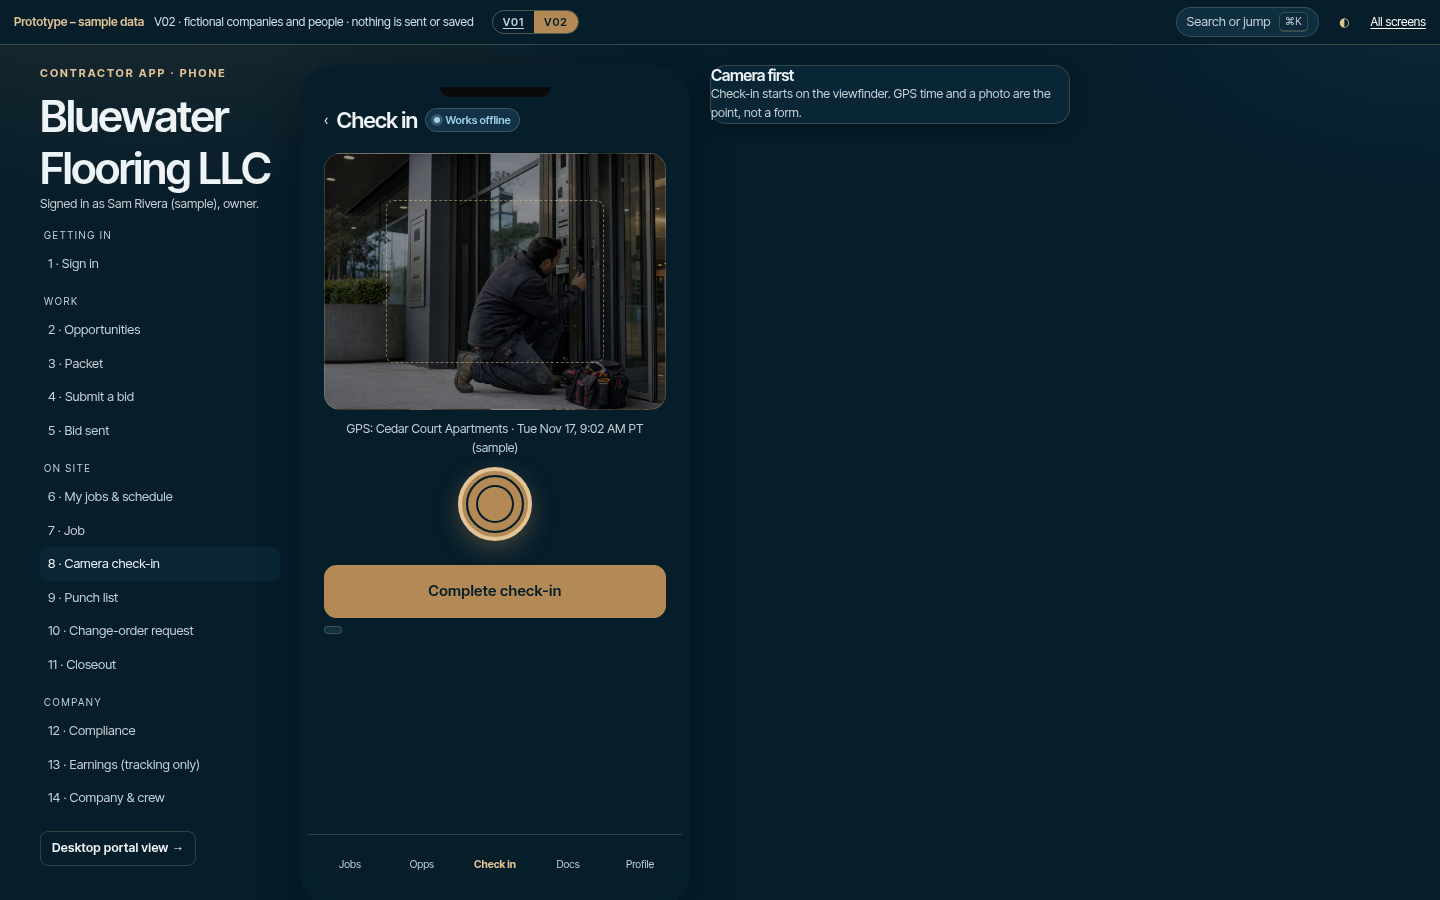 Prototype – sample data V02 · fictional companies and people · nothing is sent or saved V01 V02 Search or jump ⌘K All screens
CONTRACTOR APP · PHONE
Bluewater
Flooring LLC
Signed in as Sam Rivera (sample), owner.
GETTING IN
1 · Sign in
WORK
2 · Opportunities
3 · Packet
4 · Submit a bid
5 · Bid sent
ON SITE
6 · My jobs & schedule
7 · Job
8 · Camera check-in
9 · Punch list
10 · Change-order request
11 · Closeout
COMPANY
12 · Compliance
13 · Earnings (tracking only)
14 · Company & crew
Desktop portal view →
‹ Check in Works offline
GPS: Cedar Court Apartments · Tue Nov 17, 9:02 AM PT
(sample)
Complete check-in
Jobs Opps Check in Docs Profile
Camera first
Check-in starts on the viewfinder. GPS time and a photo are the
point, not a form.